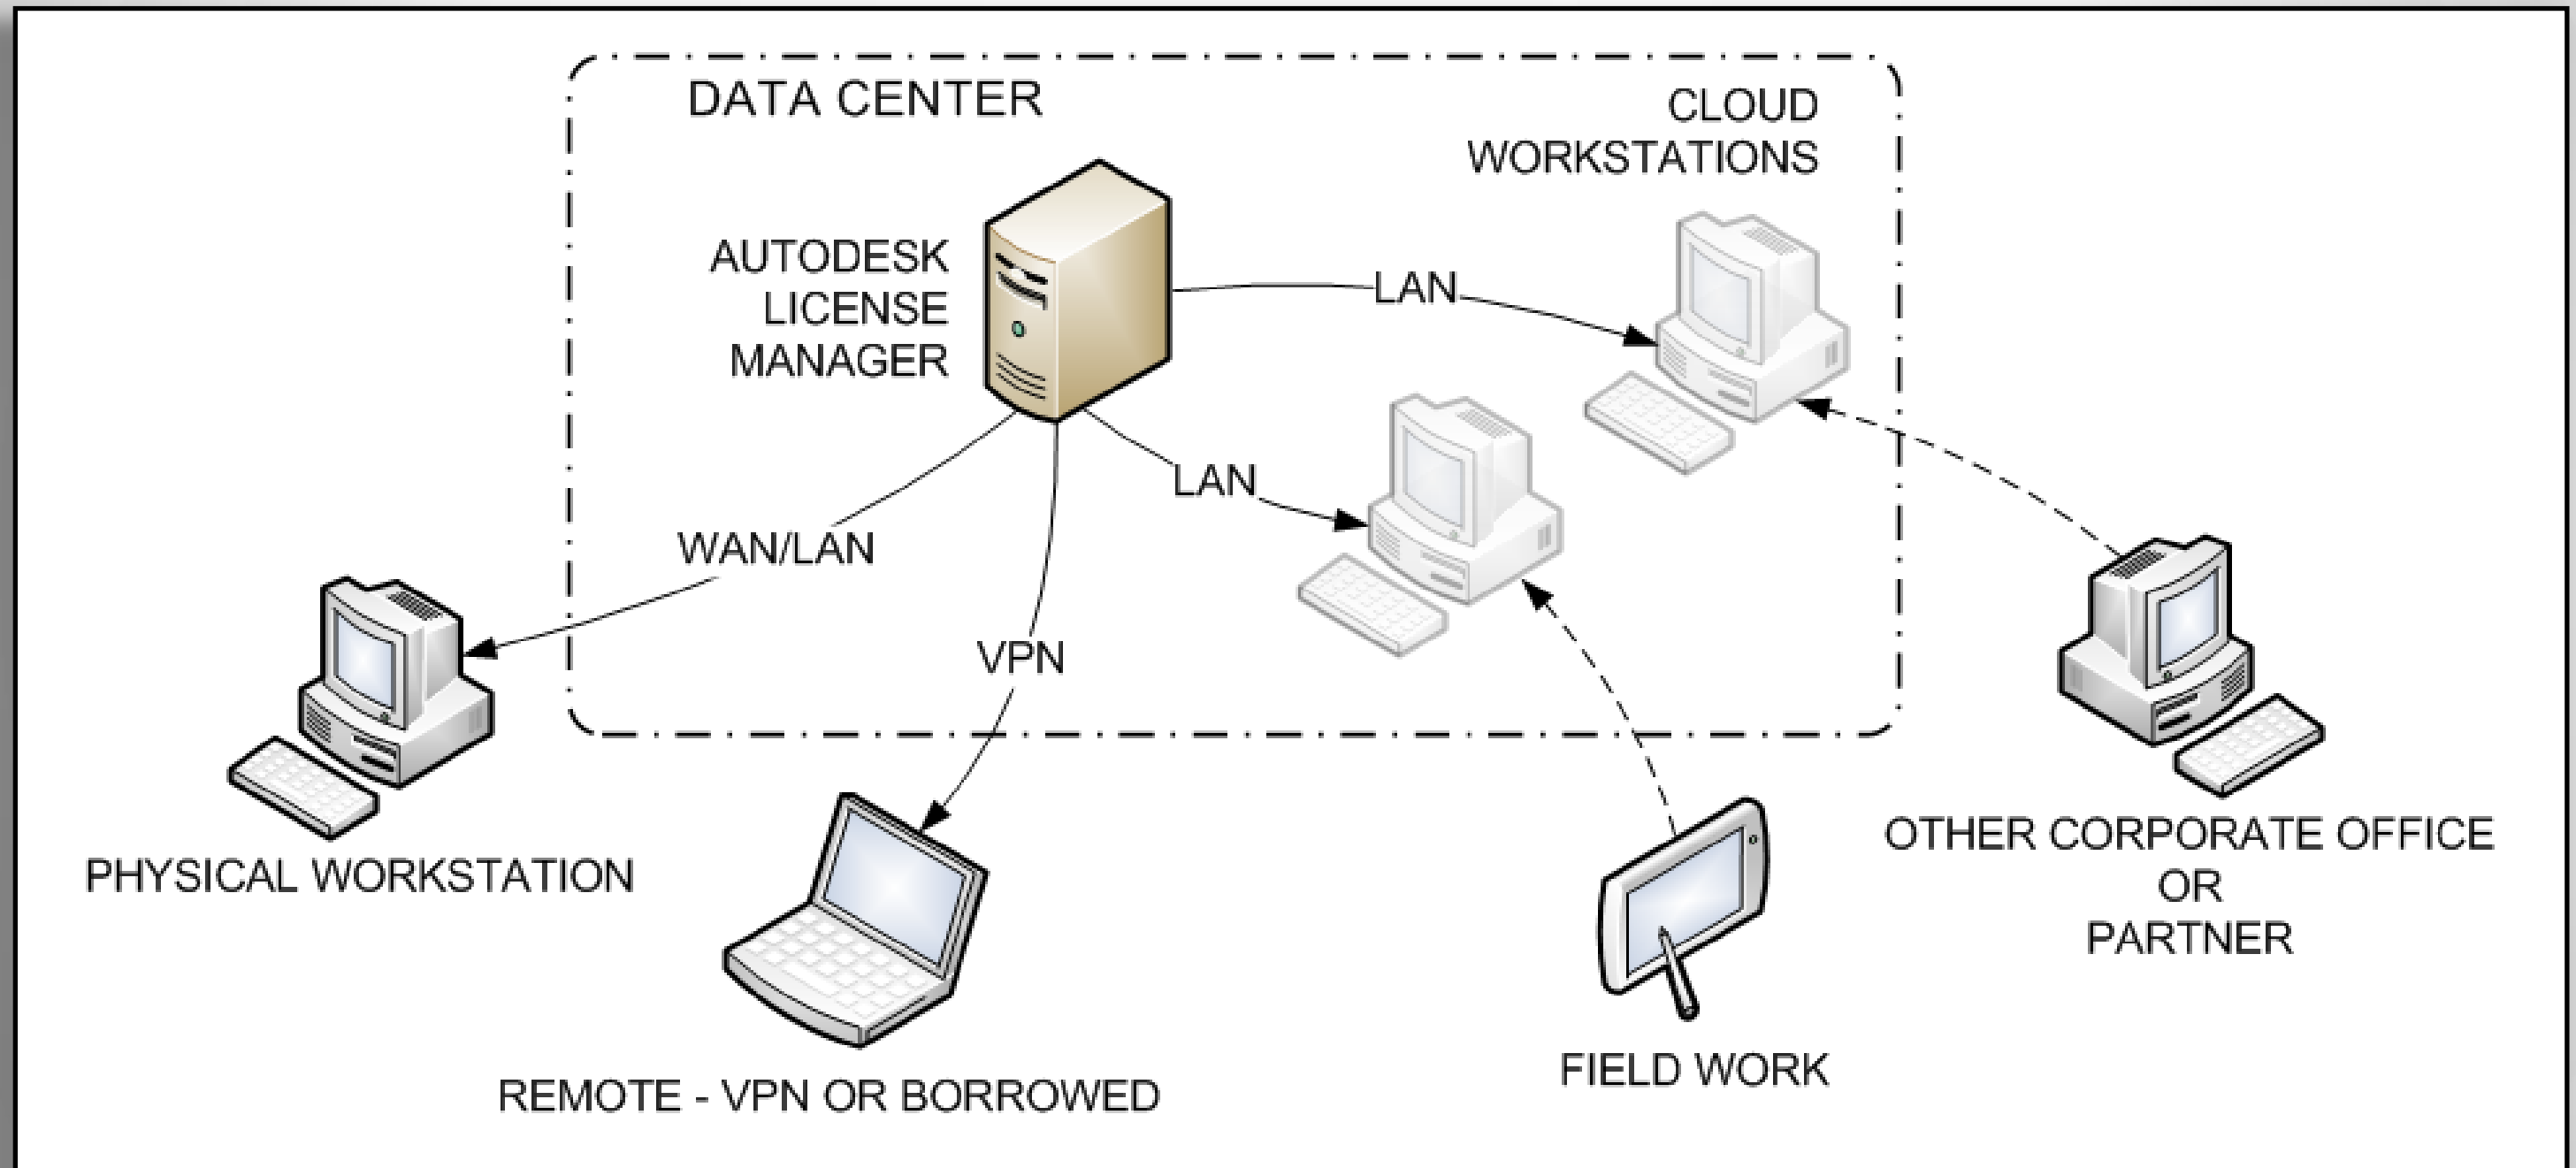 DATA CENTER
CLOUD
WORKSTATIONS
AUTODESK
LICENSE
MANAGER
LAN
LAN
WAN/LAN
VPN
PHYSICAL WORKSTATION
OTHER CORPORATE OFFICE
OR
PARTNER
FIELD WORK
REMOTE - VPN OR BORROWED